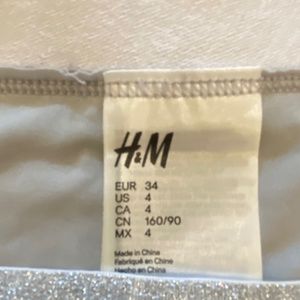 H&M
EUR 34
US 4
CA 4
CN 160/90
MX 4
Made in China
Fabriqué en Chine
Hecho en China